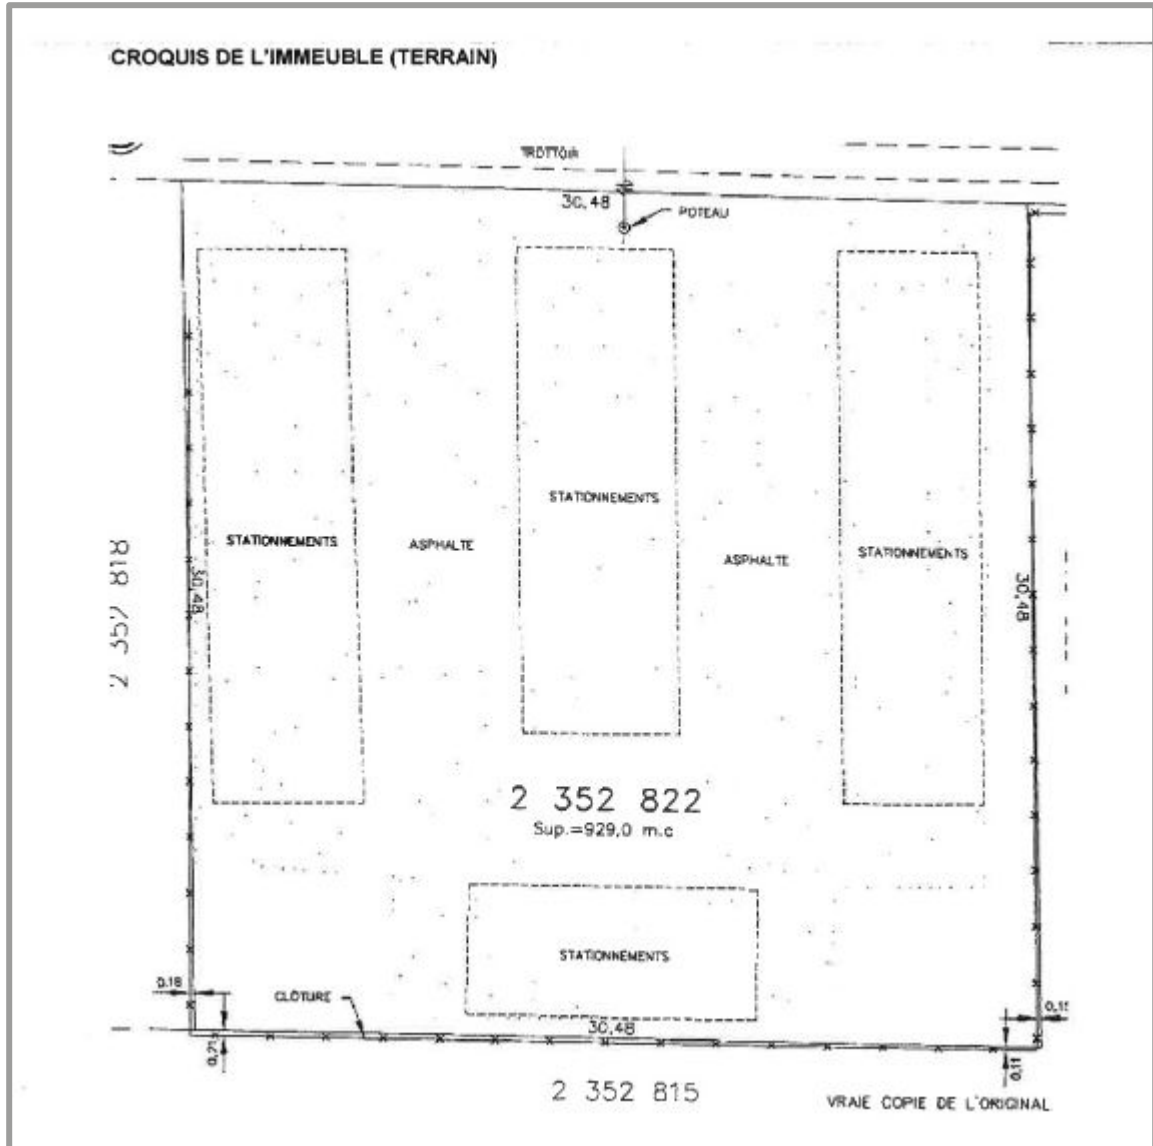 CROQUIS DE L'IMMEUBLE (TERRAIN)
TROTTOIR
30,48
POTEAU
STATIONNEMENTS
STATIONNEMENTS
ASPHALTE
ASPHALTE
STATIONNEMENTS
2 352 818
30,48
30,48
2 352 822
Sup.=929,0 m.c
STATIONNEMENTS
0.18
CLÔTURE
30,48
0,21
0,11
2 352 815
VRAIE COPIE DE L'ORIGINAL